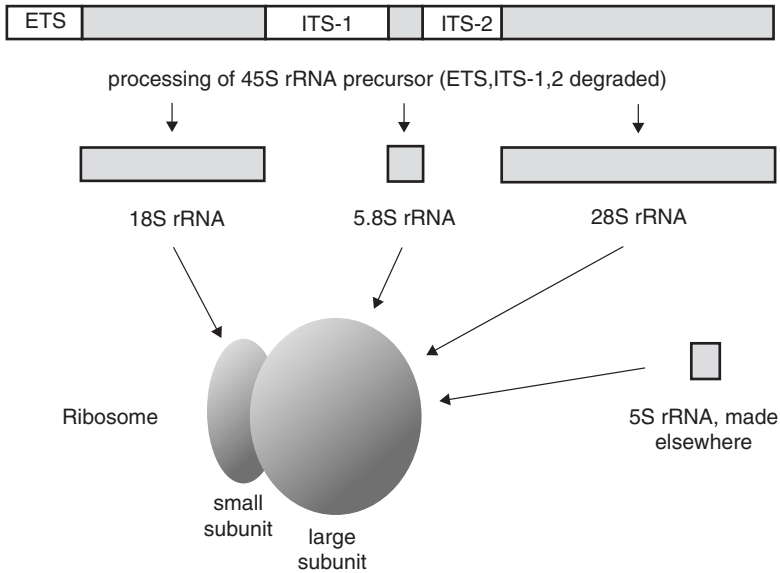 ETS ITS-1 ITS-2
processing of 45S rRNA precursor (ETS,ITS-1,2 degraded)
18S rRNA 5.8S rRNA 28S rRNA
Ribosome
5S rRNA, made
elsewhere
small
subunit
large
subunit